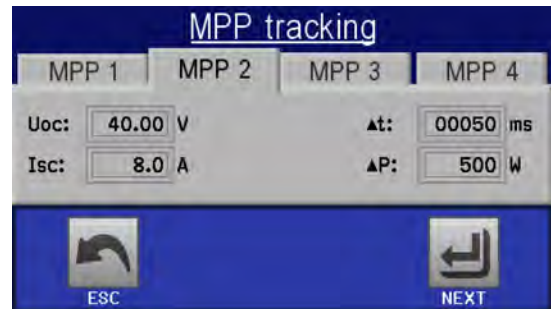 MPP tracking
MPP 1 MPP 2 MPP 3 MPP 4
Uoc: 40.00 V ▲t: 00050 ms
Isc: 8.0 A ▲P: 500 W
ESC NEXT